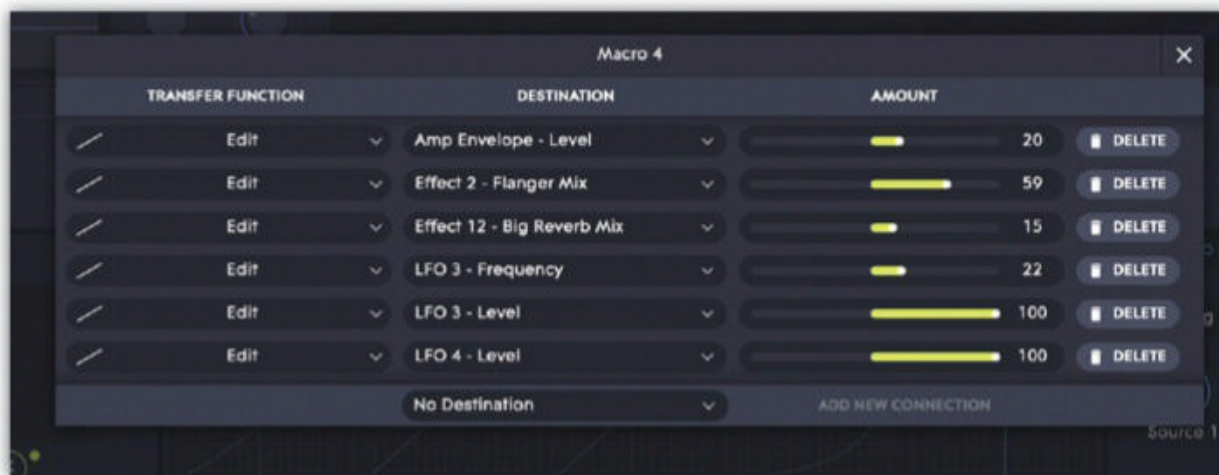 Macro 4
TRANSFER FUNCTION DESTINATION AMOUNT
Edit Amp Envelope - Level 20 DELETE
Edit Effect 2 - Flanger Mix 59 DELETE
Edit Effect 12 - Big Reverb Mix 15 DELETE
Edit LFO 3 - Frequency 22 DELETE
Edit LFO 3 - Level 100 DELETE
Edit LFO 4 - Level 100 DELETE
No Destination ADD NEW CONNECTION
Source 1